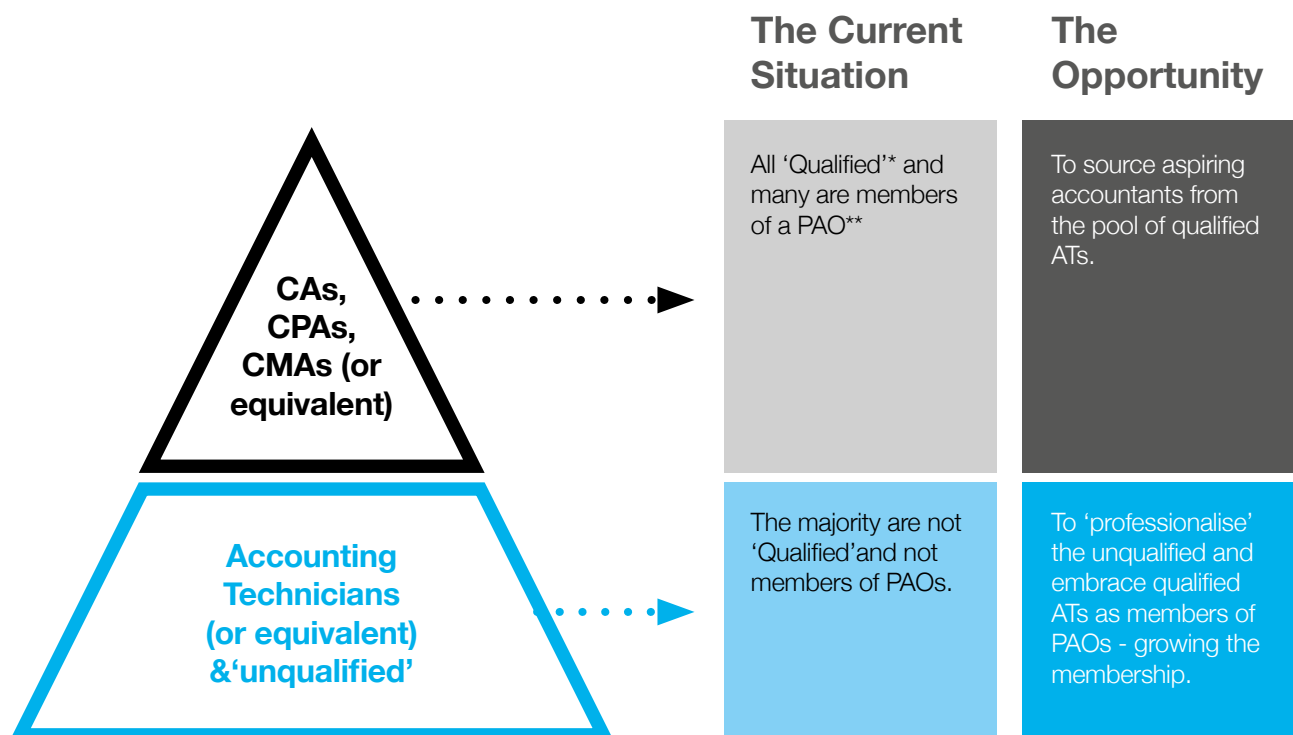 The Current
Situation
The
Opportunity
CAs,
CPAs,
CMAs (or
equivalent)
All ‘Qualified’* and
many are members
of a PAO**
To source aspiring
accountants from
the pool of qualified
ATs.
Accounting
Technicians
(or equivalent)
&‘unqualified’
The majority are not
‘Qualified’and not
members of PAOs.
To ‘professionalise’
the unqualified and
embrace qualified
ATs as members of
PAOs - growing the
membership.